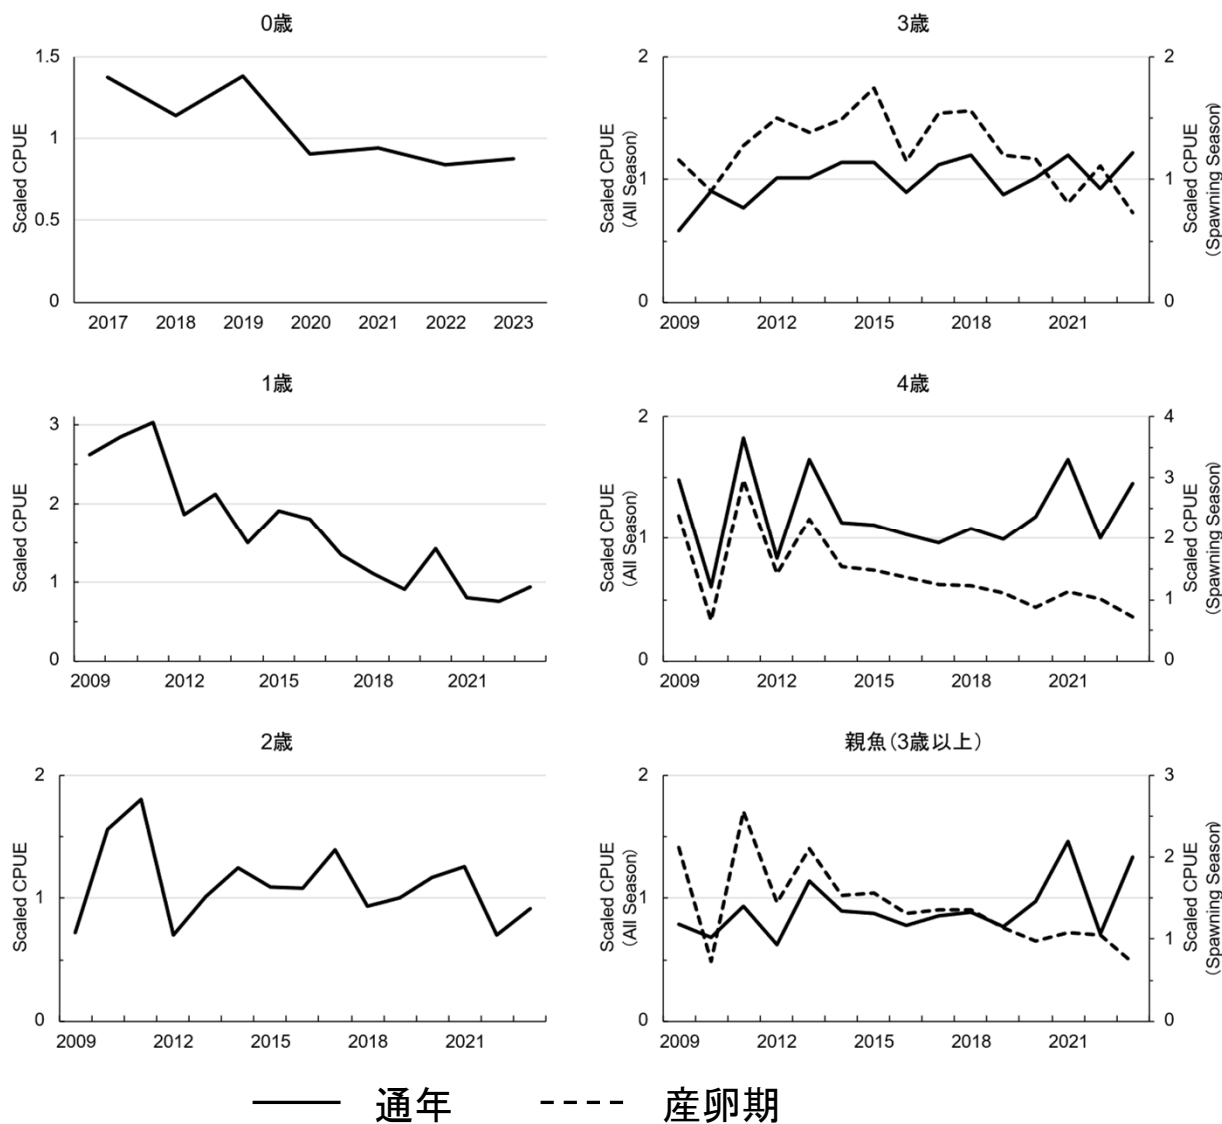 0歳
1.5
1
0.5
0
Scaled CPUE
2017 2018 2019 2020 2021 2022 2023
3歳
2
1
0
Scaled CPUE
(All Season)
2
1
0
Scaled CPUE
(Spawning Season)
2009 2012 2015 2018 2021
1歳
3
2
1
0
Scaled CPUE
2009 2012 2015 2018 2021
4歳
2
1
0
Scaled CPUE
(All Season)
4
3
2
1
0
Scaled CPUE
(Spawning Season)
2009 2012 2015 2018 2021
2歳
2
1
0
Scaled CPUE
2009 2012 2015 2018 2021
親魚(3歳以上)
2
1
0
Scaled CPUE
(All Season)
3
2
1
0
Scaled CPUE
(Spawning Season)
2009 2012 2015 2018 2021
通年 産卵期